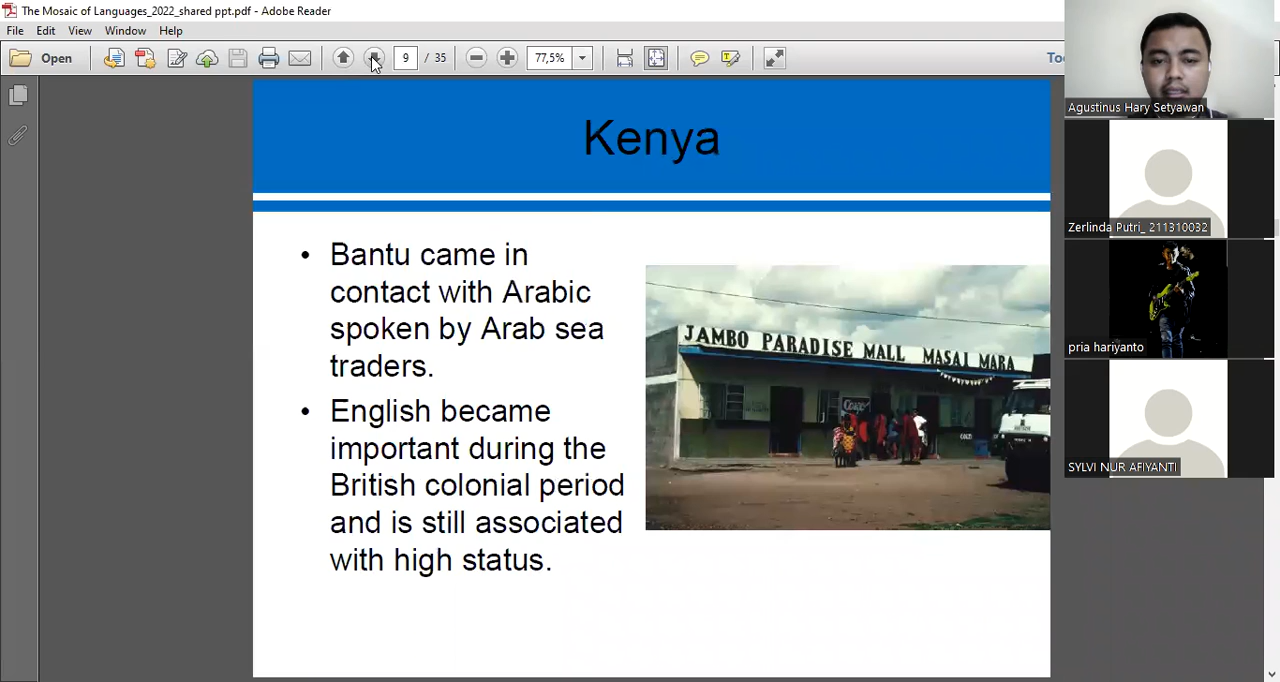 The Mosaic of Languages_2022_shared ppt.pdf - Adobe Reader
File Edit View Window Help
Open
9 / 35
77,5%
Kenya
• Bantu came in
contact with Arabic
spoken by Arab sea
traders.
• English became
important during the
British colonial period
and is still associated
with high status.
JAMBO PARADISE MALL MASAI MARA
Agustinus Hary Setyawan
Zerlinda Putri_ 211310032
pria hariyanto
SYLVI NUR AFIYANTI